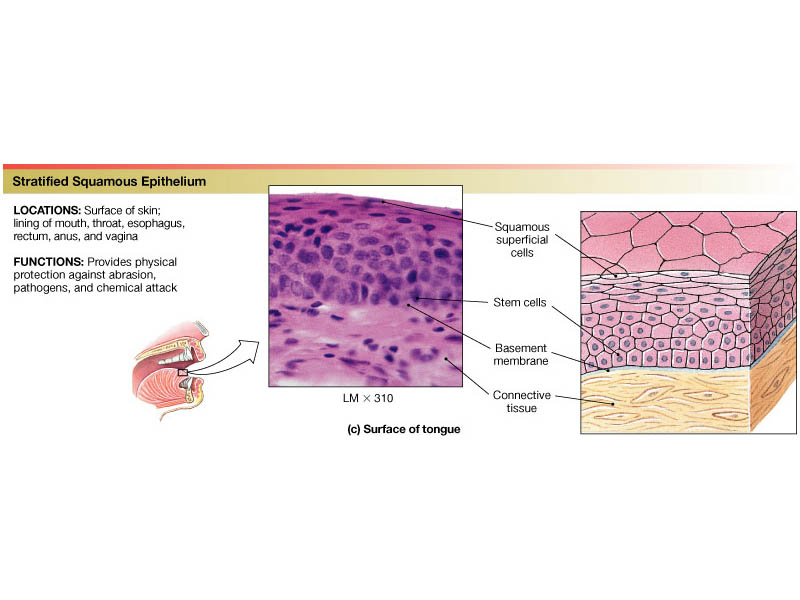 Stratified Squamous Epithelium
LOCATIONS: Surface of skin;
lining of mouth, throat, esophagus,
rectum, anus, and vagina
FUNCTIONS: Provides physical
protection against abrasion,
pathogens, and chemical attack
Squamous
superficial
cells
Stem cells
Basement
membrane
Connective
tissue
LM × 310
(c) Surface of tongue